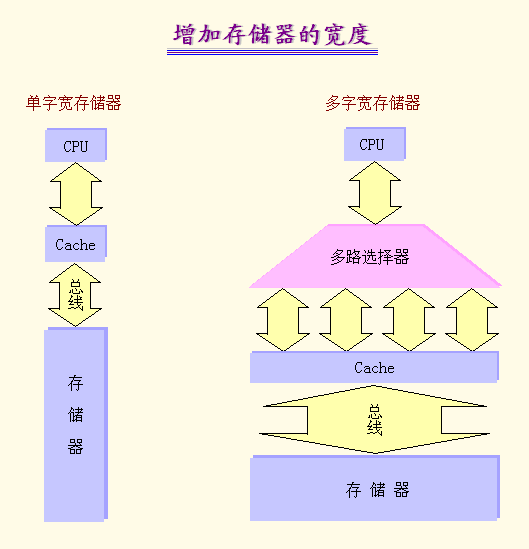 增加存储器的宽度
单字宽存储器
CPU
Cache
总线
存储器
多字宽存储器
CPU
多路选择器
Cache
总线
存储器